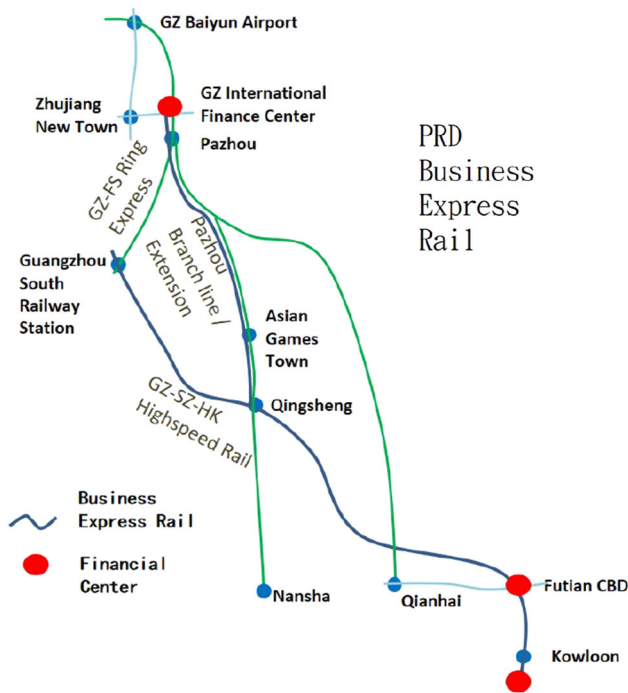 GZ Baiyun Airport
GZ International
Finance Center
Zhujiang
New Town
Pazhou
PRD
Business
Express
Rail
GZ-FS Ring
Express
Pazhou
Branch line /
Extension
Guangzhou
South
Railway
Station
Asian
Games
Town
GZ-SZ-HK
Highspeed Rail
Qingsheng
Business
Express Rail
Financial
Center
Nansha
Qianhai
Futian CBD
Kowloon